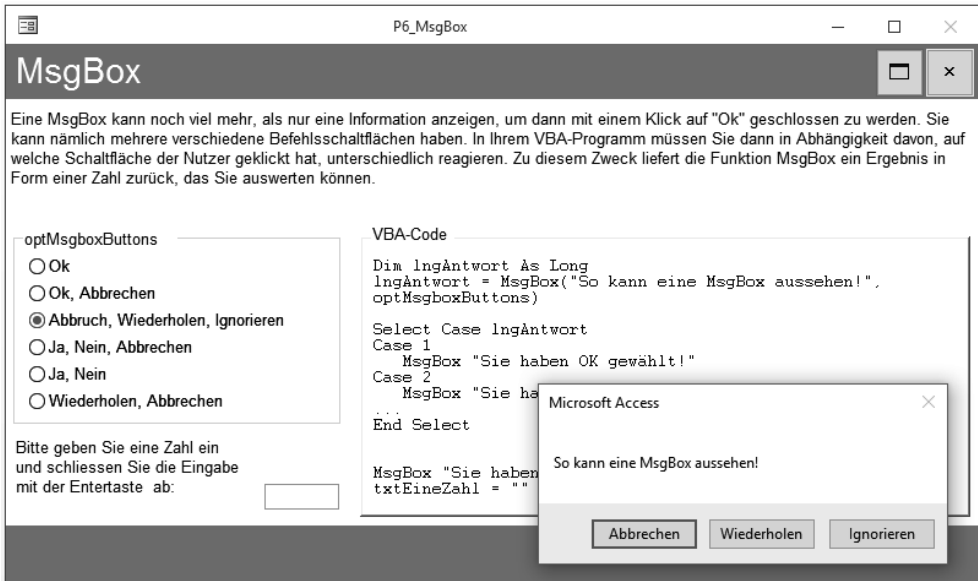 P6_MsgBox
MsgBox
Eine MsgBox kann noch viel mehr, als nur eine Information anzeigen, um dann mit einem Klick auf "Ok" geschlossen zu werden. Sie
kann nämlich mehrere verschiedene Befehlsschaltflächen haben. In Ihrem VBA-Programm müssen Sie dann in Abhängigkeit davon, auf
welche Schaltfläche der Nutzer geklickt hat, unterschiedlich reagieren. Zu diesem Zweck liefert die Funktion MsgBox ein Ergebnis in
Form einer Zahl zurück, das Sie auswerten können.
optMsgboxButtons
Ok
Ok, Abbrechen
Abbruch, Wiederholen, Ignorieren
Ja, Nein, Abbrechen
Ja, Nein
Wiederholen, Abbrechen
Bitte geben Sie eine Zahl ein
und schliessen Sie die Eingabe
mit der Entertaste ab:
VBA-Code
Dim lngAntwort As Long
lngAntwort = MsgBox("So kann eine MsgBox aussehen!",
optMsgboxButtons)
Select Case lngAntwort
Case 1
MsgBox "Sie haben OK gewählt!"
Case 2
MsgBox "Sie ha
...
End Select
MsgBox "Sie haben
txtEineZahl = ""
Microsoft Access
So kann eine MsgBox aussehen!
Abbrechen
Wiederholen
Ignorieren